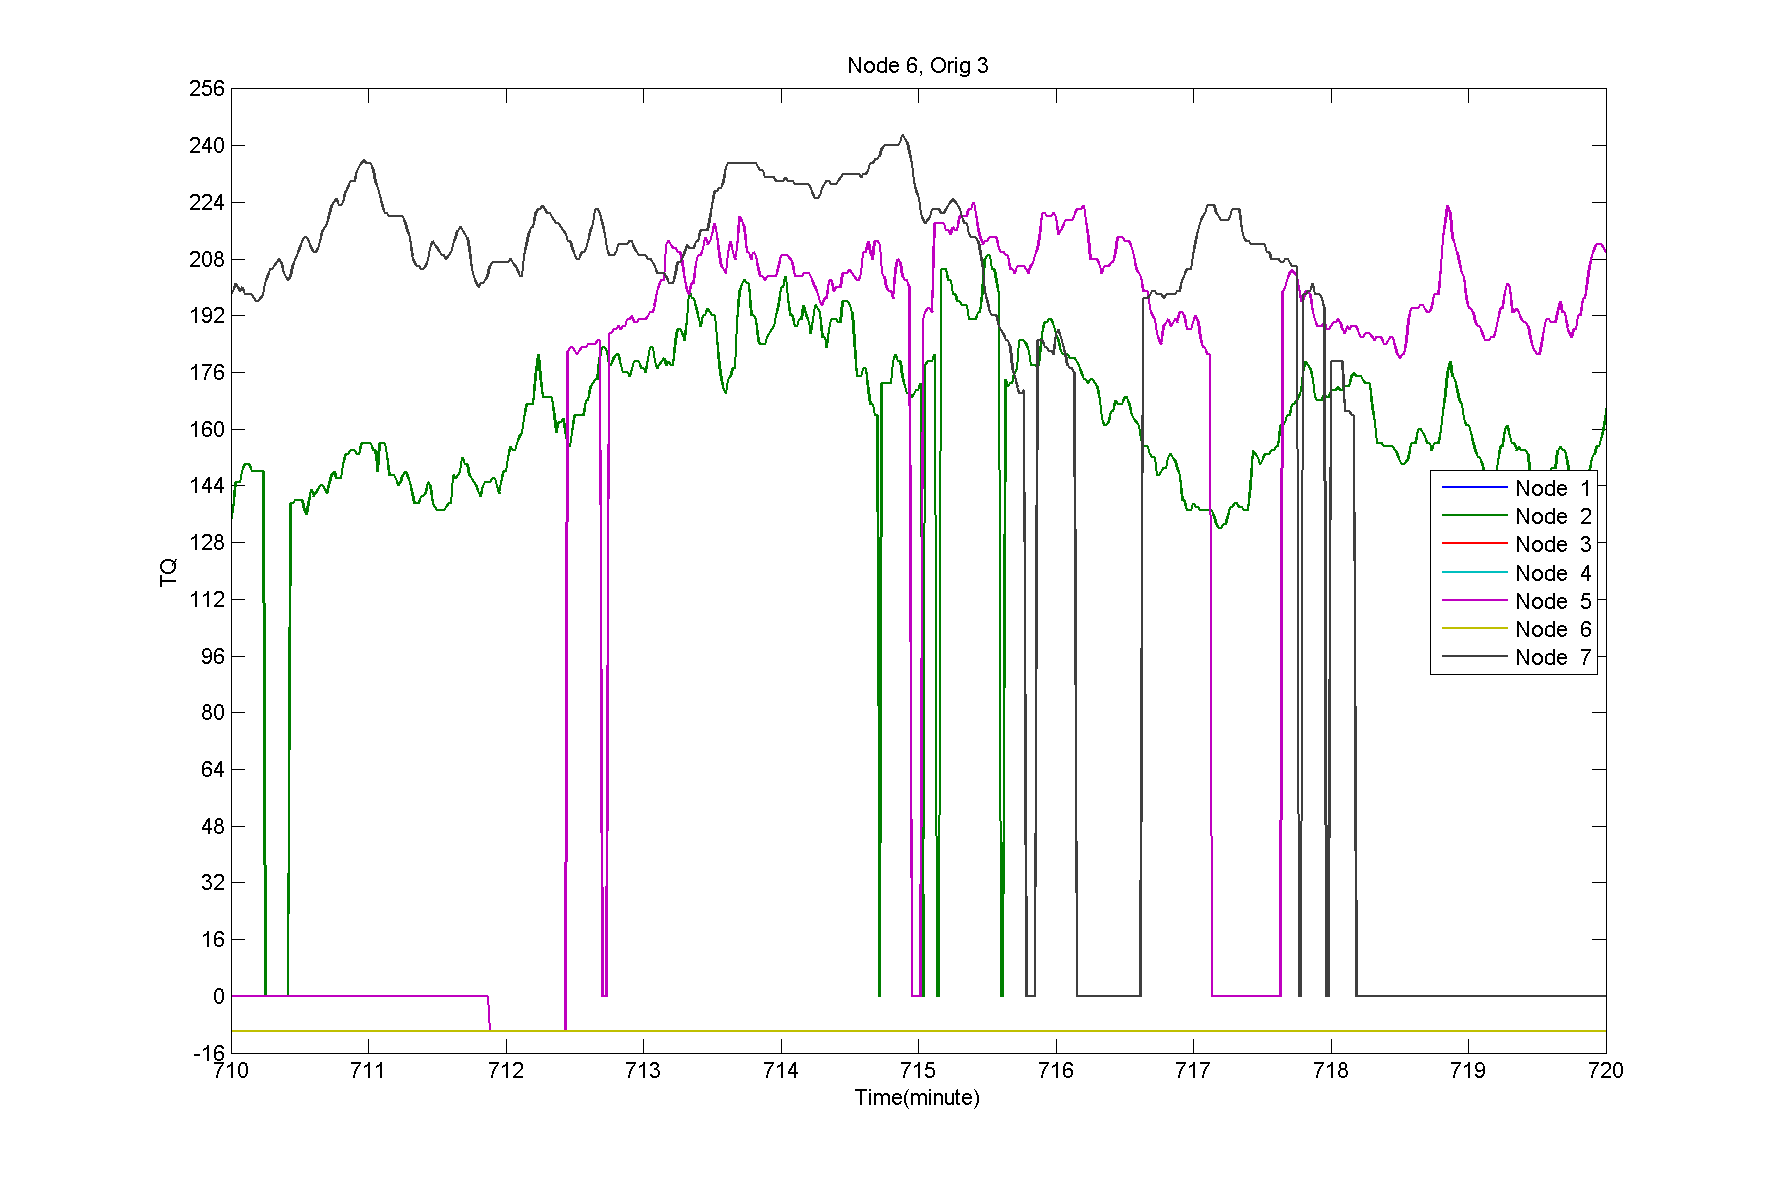 Node 6, Orig 3
256
240
224
208
192
176
160
144
128
112
96
80
64
48
32
16
0
-16
TQ
Node 1
Node 2
Node 3
Node 4
Node 5
Node 6
Node 7
710 711 712 713 714 715 716 717 718 719 720
Time(minute)